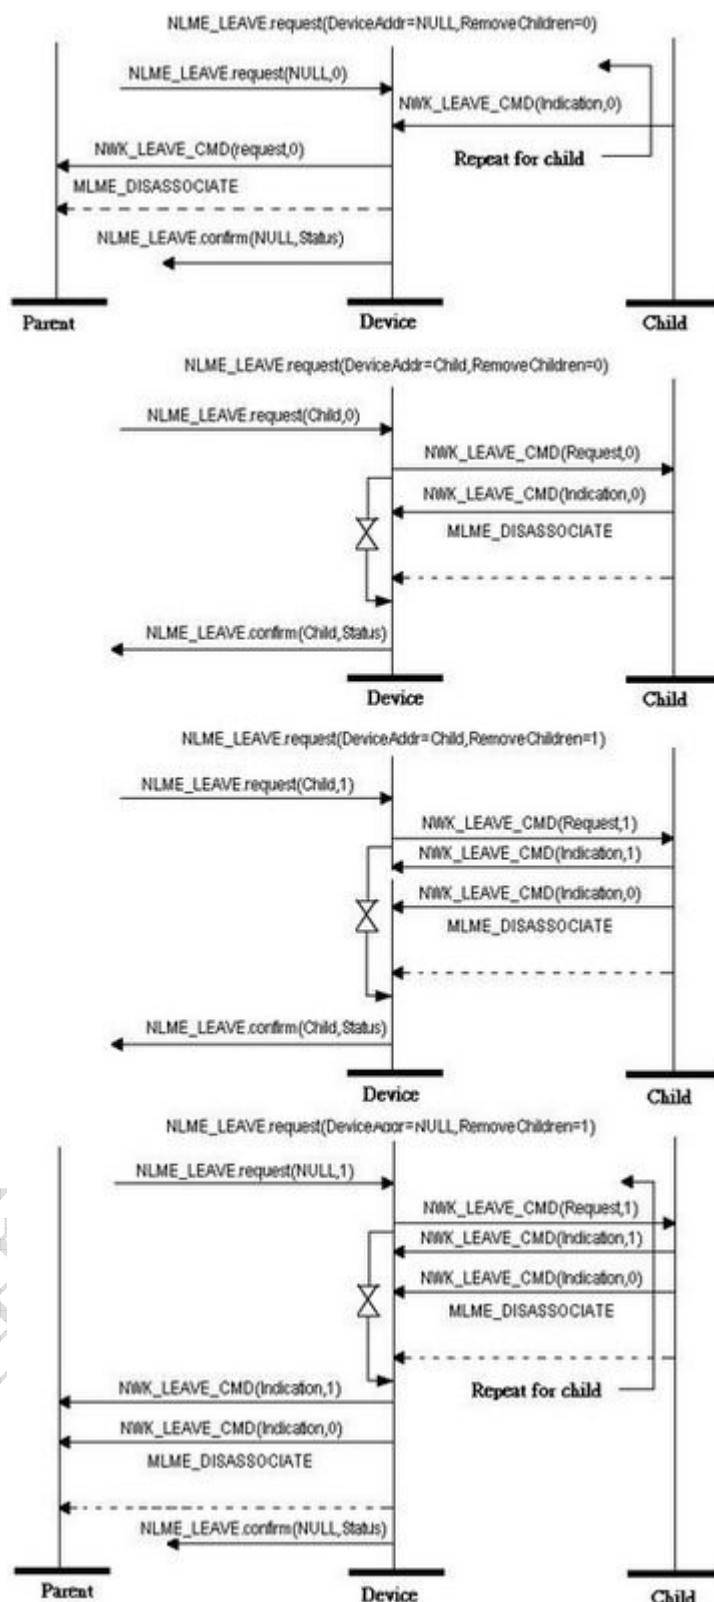 NLME_LEAVE.request(DeviceAddr=NULL,RemoveChildren=0)
NLME_LEAVE.request(NULL,0)
NWK_LEAVE_CMD(Indication,0)
NWK_LEAVE_CMD(request,0)
Repeat for child
MLME_DISASSOCIATE
NLME_LEAVE.confirm(NULL,Status)
Parent
Device
Child
NLME_LEAVE.request(DeviceAddr=Child,RemoveChildren=0)
NLME_LEAVE.request(Child,0)
NWK_LEAVE_CMD(Request,0)
NWK_LEAVE_CMD(Indication,0)
MLME_DISASSOCIATE
NLME_LEAVE.confirm(Child,Status)
Device
Child
NLME_LEAVE.request(DeviceAddr=Child,RemoveChildren=1)
NLME_LEAVE.request(Child,1)
NWK_LEAVE_CMD(Request,1)
NWK_LEAVE_CMD(Indication,1)
NWK_LEAVE_CMD(Indication,0)
MLME_DISASSOCIATE
NLME_LEAVE.confirm(Child,Status)
Device
Child
NLME_LEAVE.request(DeviceAddr=NULL,RemoveChildren=1)
NLME_LEAVE.request(NULL,1)
NWK_LEAVE_CMD(Request,1)
NWK_LEAVE_CMD(Indication,1)
NWK_LEAVE_CMD(Indication,0)
MLME_DISASSOCIATE
Repeat for child
NWK_LEAVE_CMD(Indication,1)
NWK_LEAVE_CMD(Indication,0)
MLME_DISASSOCIATE
NLME_LEAVE.confirm(NULL,Status)
Parent
Device
Child